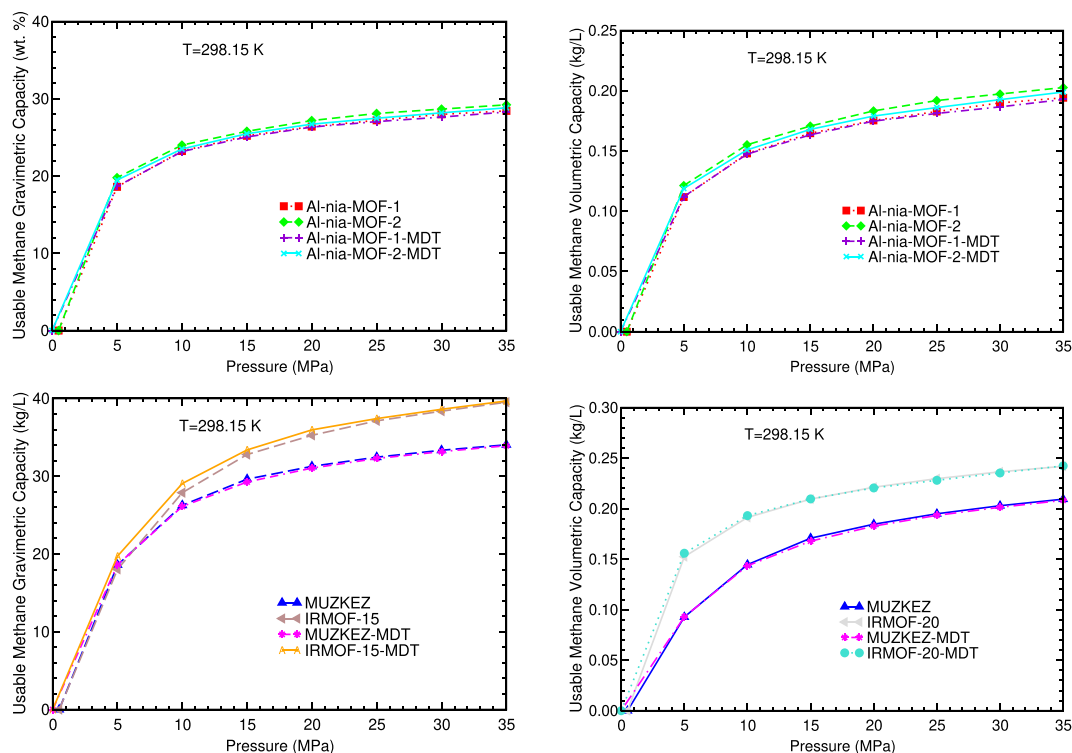 Usable Methane Gravimetric Capacity (wt. %)
40
30
20
10
0
T=298.15 K
Al-nia-MOF-1
Al-nia-MOF-2
Al-nia-MOF-1-MDT
Al-nia-MOF-2-MDT
0 5 10 15 20 25 30 35
Pressure (MPa)
Usable Methane Volumetric Capacity (kg/L)
0.25
0.20
0.15
0.10
0.05
0.00
T=298.15 K
Al-nia-MOF-1
Al-nia-MOF-2
Al-nia-MOF-1-MDT
Al-nia-MOF-2-MDT
0 5 10 15 20 25 30 35
Pressure (MPa)
Usable Methane Gravimetric Capacity (kg/L)
40
30
20
10
0
T=298.15 K
MUZKEZ
IRMOF-15
MUZKEZ-MDT
IRMOF-15-MDT
0 5 10 15 20 25 30 35
Pressure (MPa)
Usable Methane Volumetric Capacity (kg/L)
0.30
0.25
0.20
0.15
0.10
0.05
0.00
T=298.15 K
MUZKEZ
IRMOF-20
MUZKEZ-MDT
IRMOF-20-MDT
0 5 10 15 20 25 30 35
Pressure (MPa)